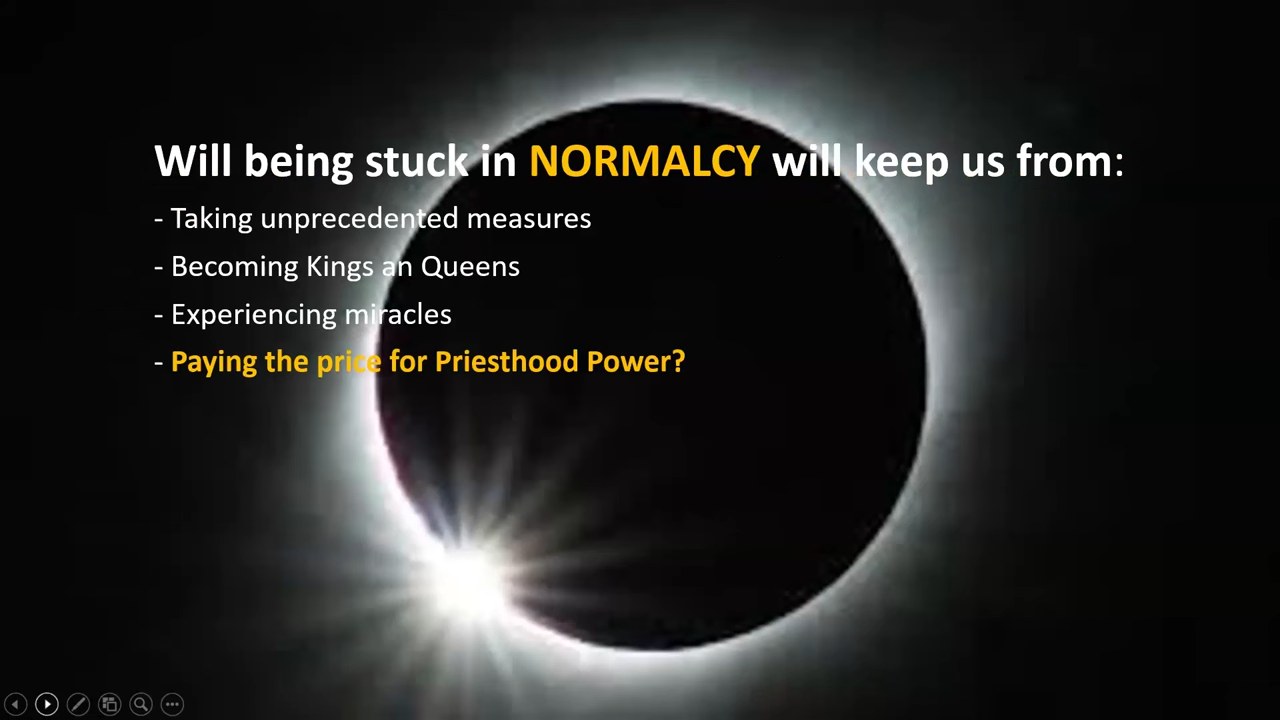 Will being stuck in NORMALCY will keep us from:
- Taking unprecedented measures
- Becoming Kings an Queens
- Experiencing miracles
- Paying the price for Priesthood Power?